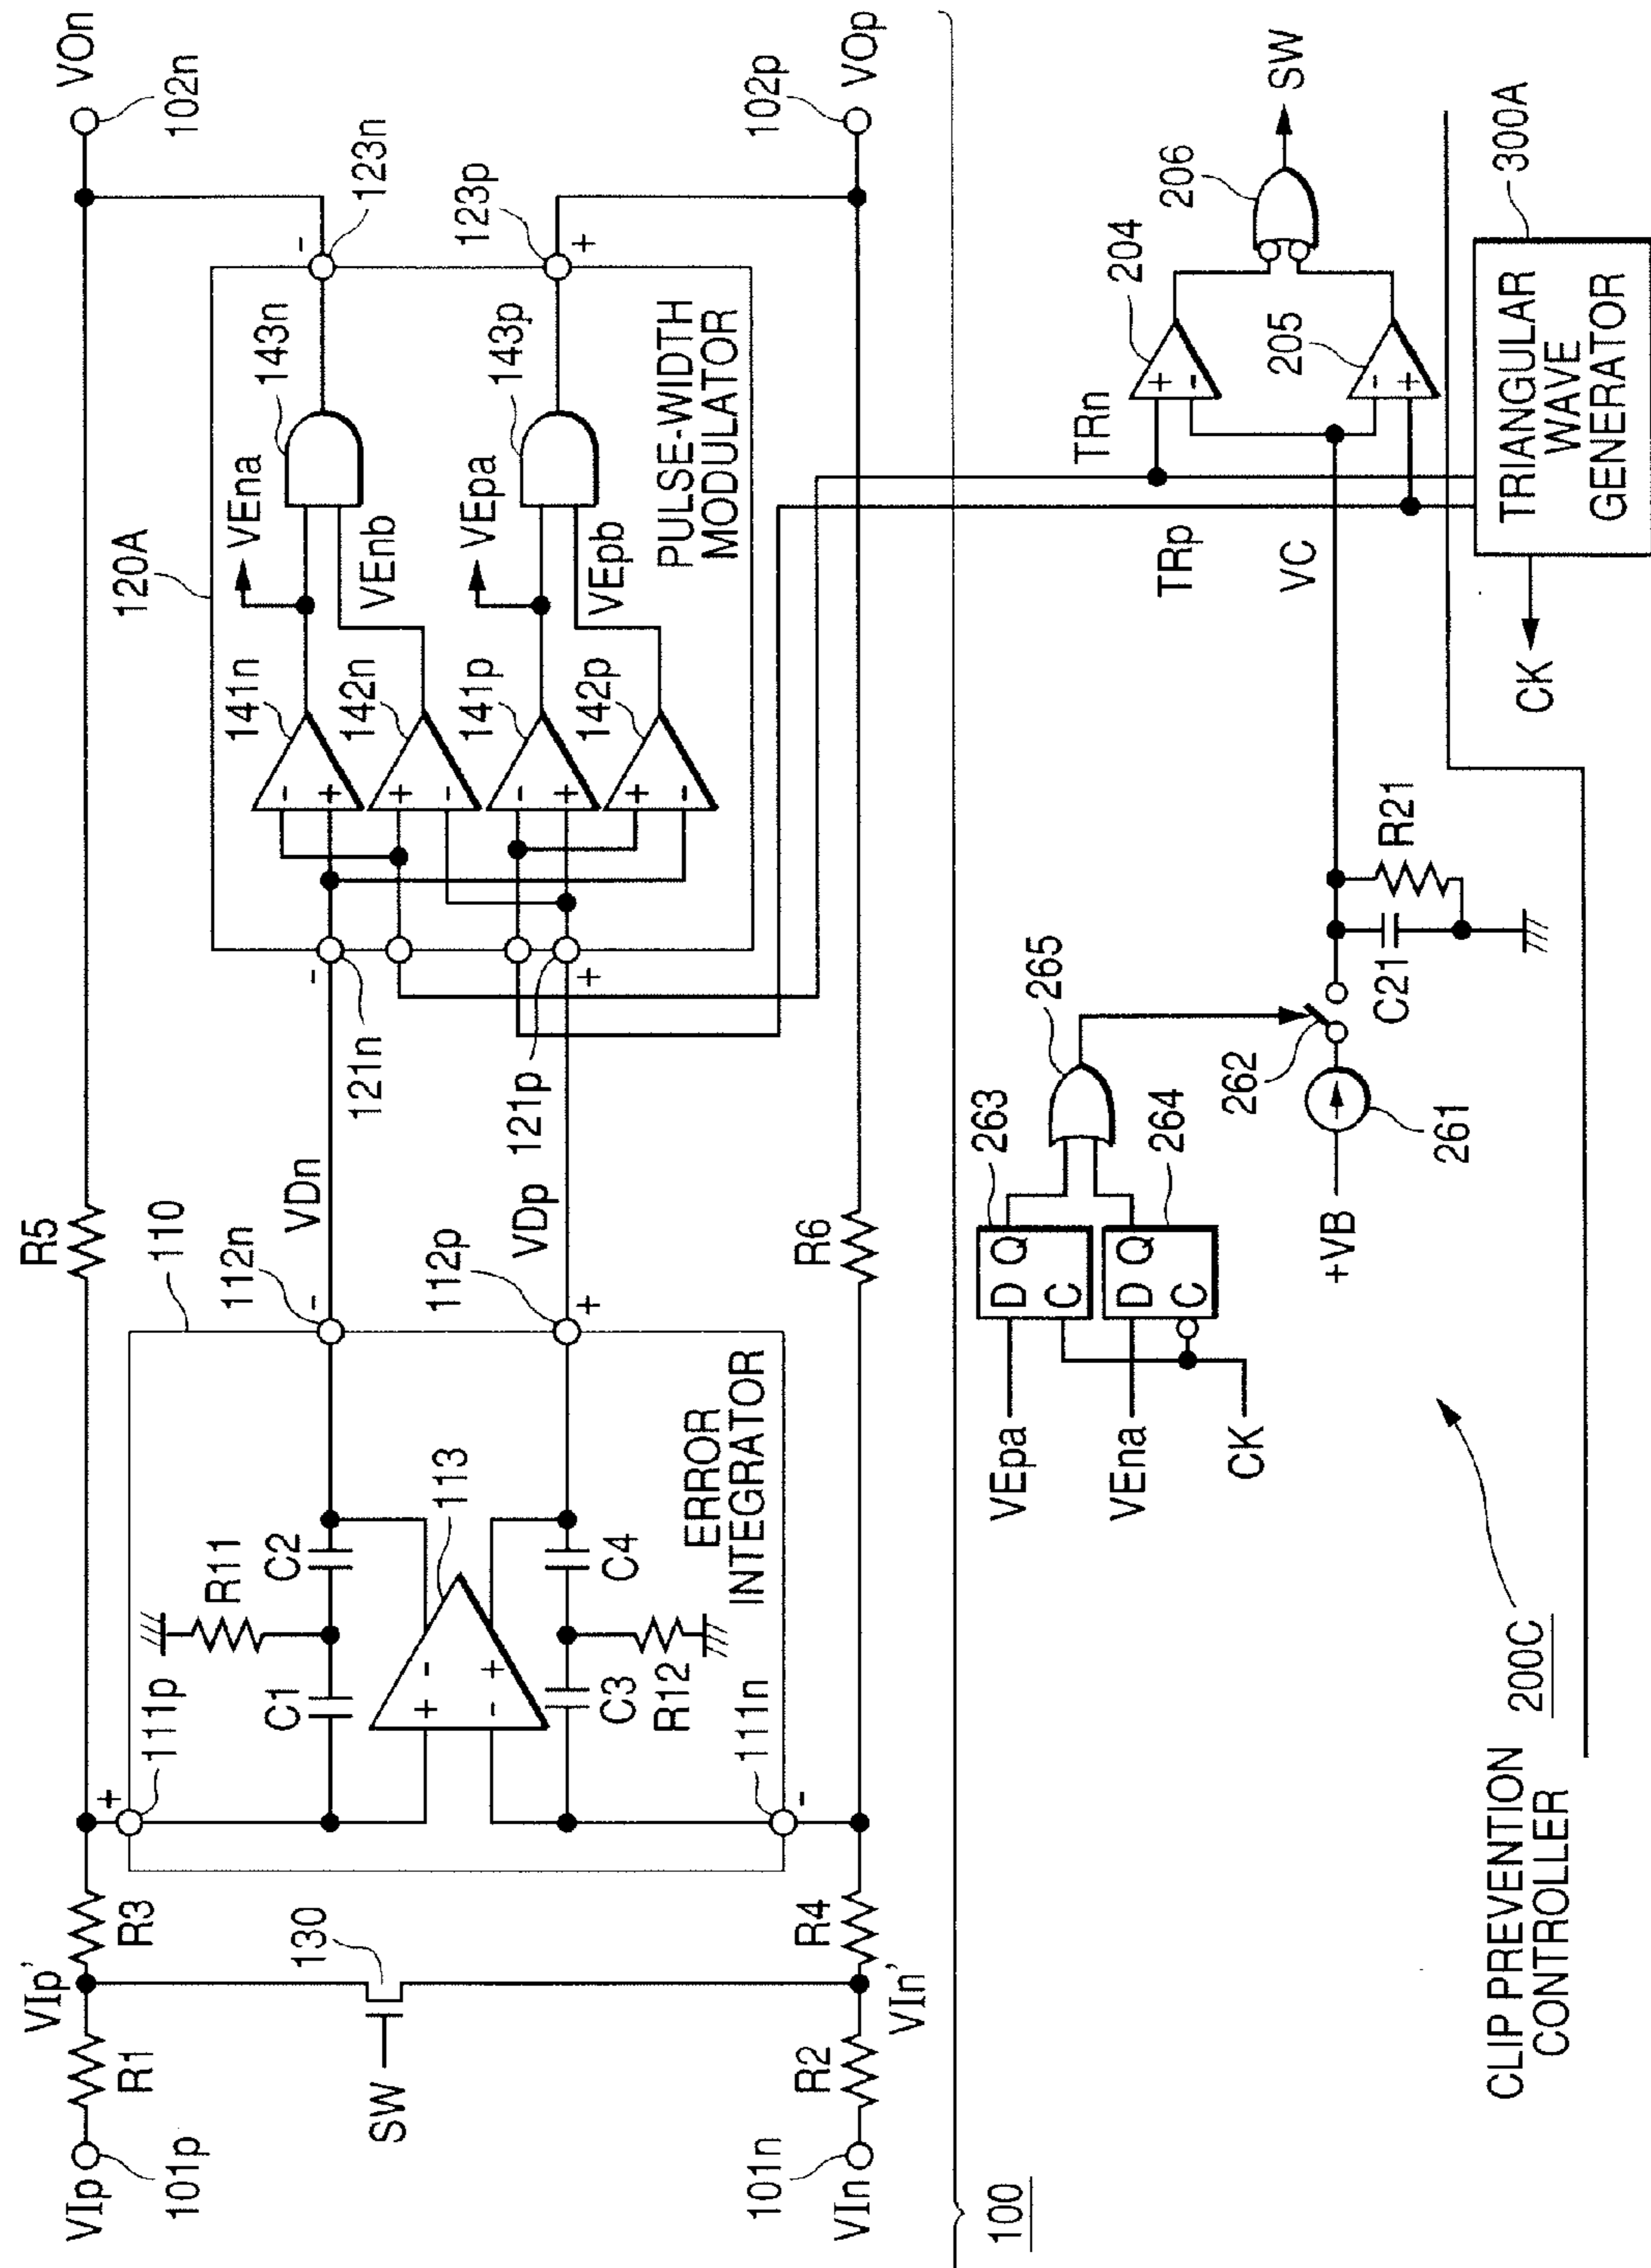 VIp
101p
R1
VIp'
R3
R5
VOn
102n
SW
130
111p
+
C1
R11
C2
+
-
-
+
113
C3
R12
C4
111n
-
ERROR
INTEGRATOR
110
112n
-
VDn
112p
+
VDp
121n
-
121p
+
120A
141n
-
+
142n
+
-
141p
-
+
142p
+
-
VEna
VEnb
VEpa
VEpb
143n
143p
PULSE-WIDTH
MODULATOR
-
123n
123p
+
VIn
101n
R2
VIn'
R4
R6
VOp
102p
100
VEpa
VEna
CK
D Q
C
263
D Q
C
264
265
262
+VB
261
C21
R21
VC
TRp
TRn
+
-
204
-
+
205
206
SW
CLIP PREVENTION
CONTROLLER
200C
CK
TRIANGULAR
WAVE
GENERATOR
300A